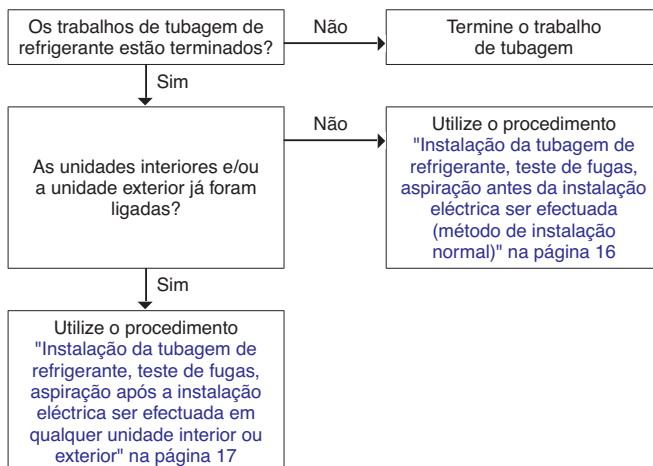 Os trabalhos de tubagem de
refrigerante estão terminados?
Não
Termine o trabalho
de tubagem
Sim
As unidades interiores e/ou
a unidade exterior já foram
ligadas?
Não
Utilize o procedimento
"Instalação da tubagem de
refrigerante, teste de fugas,
aspiração antes da instalação
eléctrica ser efectuada
(método de instalação
normal)" na página 16
Sim
Utilize o procedimento
"Instalação da tubagem de
refrigerante, teste de fugas,
aspiração após a instalação
eléctrica ser efectuada em
qualquer unidade interior ou
exterior" na página 17